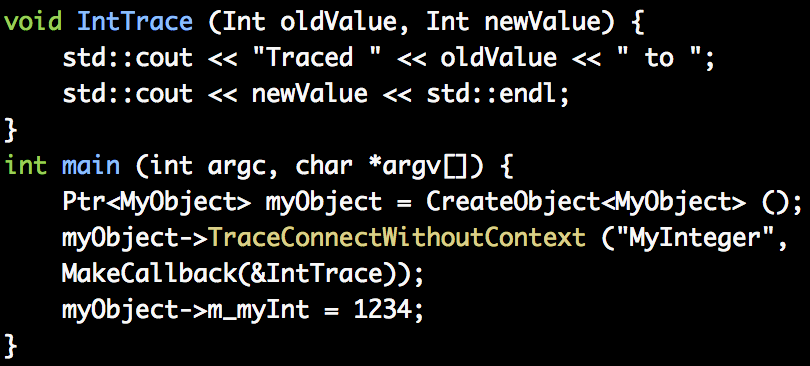 void IntTrace (Int oldValue, Int newValue) {
    std::cout << "Traced " << oldValue << " to ";
    std::cout << newValue << std::endl;
}
int main (int argc, char *argv[]) {
    Ptr<MyObject> myObject = CreateObject<MyObject> ();
    myObject->TraceConnectWithoutContext ("MyInteger",
    MakeCallback(&IntTrace));
    myObject->m_myInt = 1234;
}